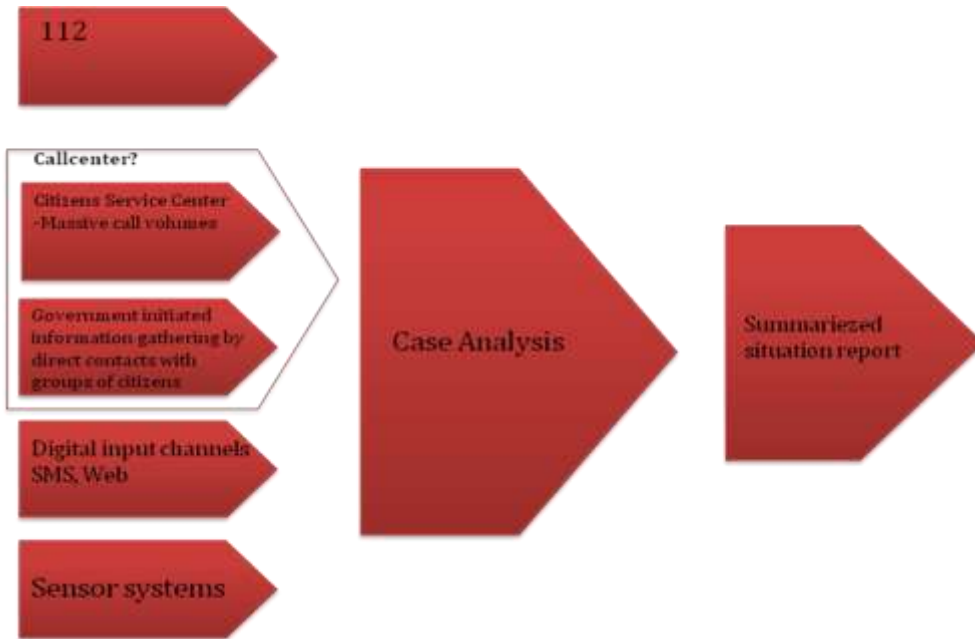 112
Callcenter?
Citizens Service Center
-Massive call volumes
Government initiated
information gathering by
direct contacts with
groups of citizens
Digital input channels
SMS, Web
Sensor systems
Case Analysis
Summariezed
situation report